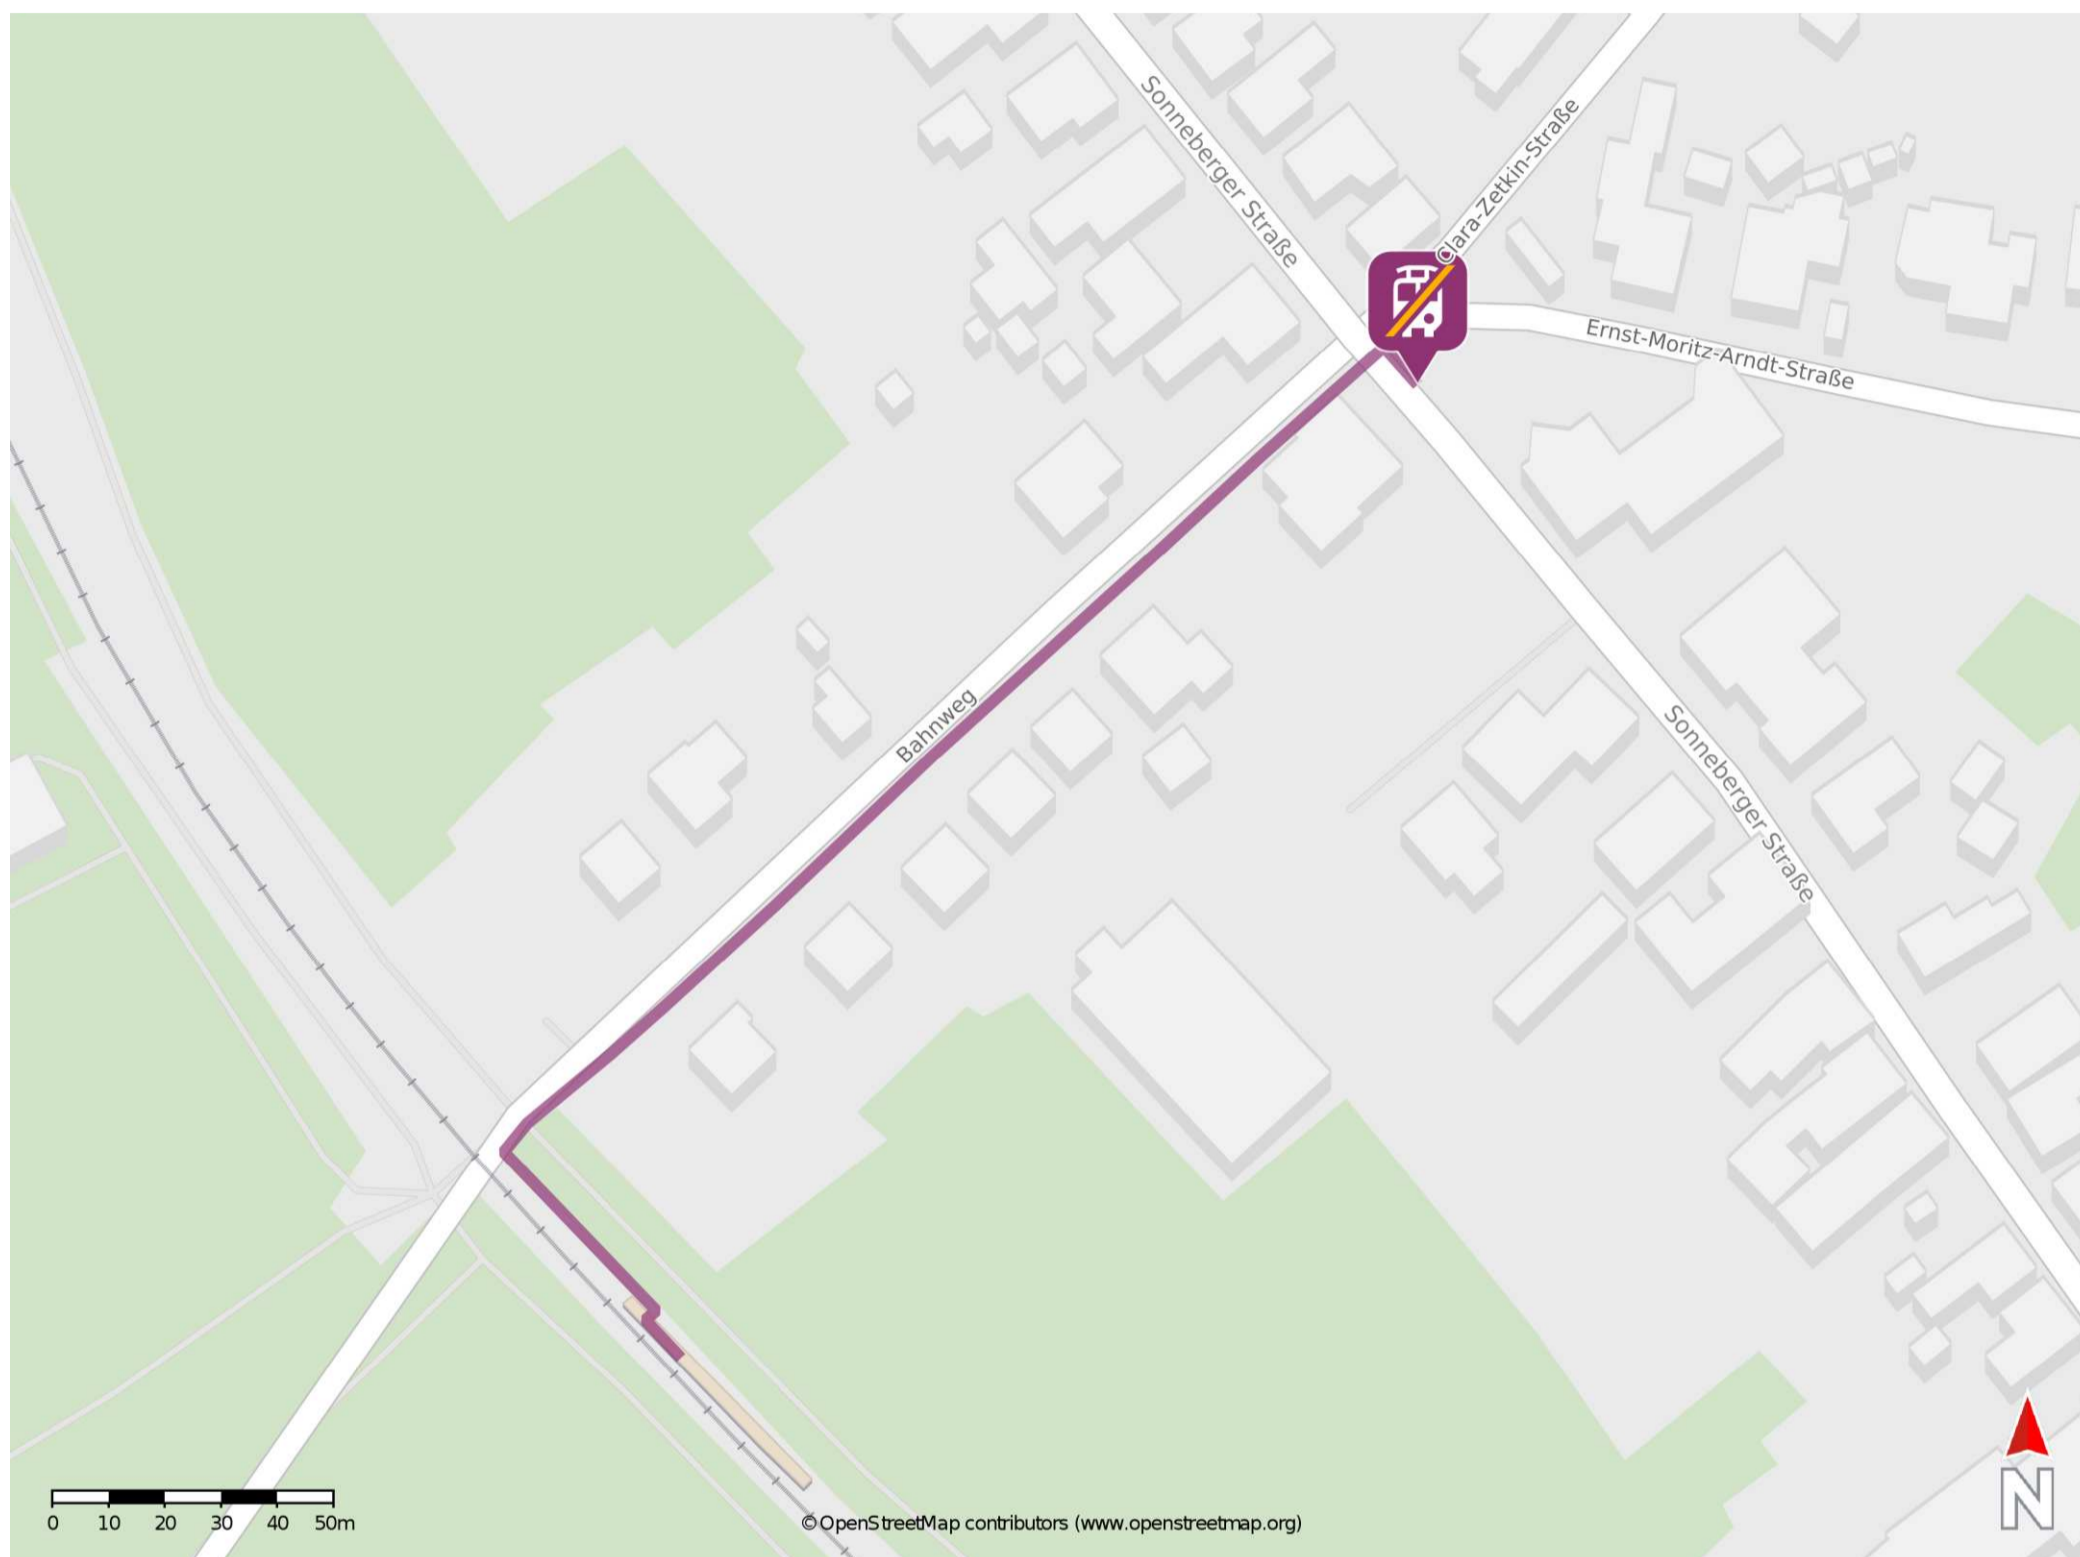 Sonneberger Straße
Clara-Zetkin-Straße
Ernst-Moritz-Arndt-Straße
Bahnweg
Sonneberger Straße
0 10 20 30 40 50m
©OpenStreetMap contributors (www.openstreetmap.org)
N